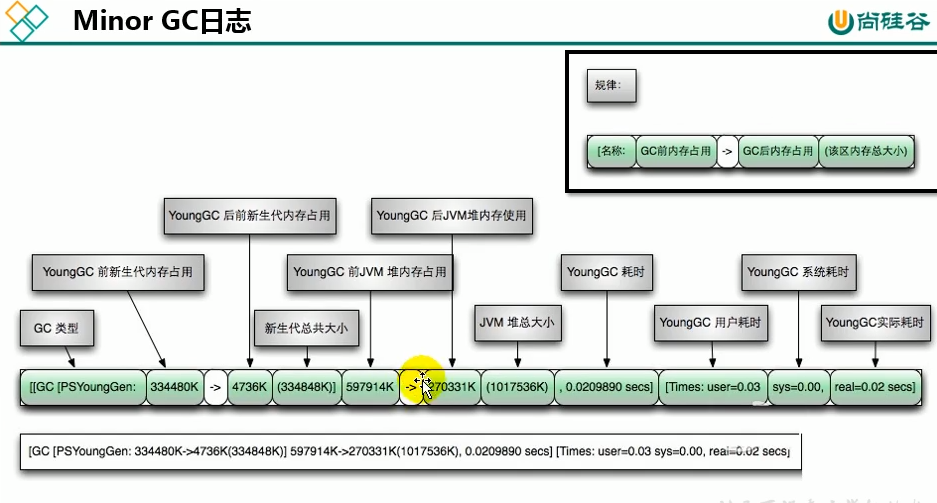 Minor GC日志
尚硅谷
规律：
[名称: GC前内存占用 -> GC后内存占用 (该区内存总大小)
YoungGC 后前新生代内存占用
YoungGC 后JVM堆内存使用
YoungGC 前新生代内存占用
YoungGC 前JVM 堆内存占用
YoungGC 耗时
YoungGC 系统耗时
GC 类型
新生代总共大小
JVM 堆总大小
YoungGC 用户耗时
YoungGC实际耗时
[[GC [PSYoungGen: 334480K -> 4736K (334848K)] 597914K -> 270331K (1017536K) , 0.0209890 secs] [Times: user=0.03 sys=0.00, real=0.02 secs]
[GC [PSYoungGen: 334480K->4736K(334848K)] 597914K->270331K(1017536K), 0.0209890 secs] [Times: user=0.03 sys=0.00, real=0.02 secs]